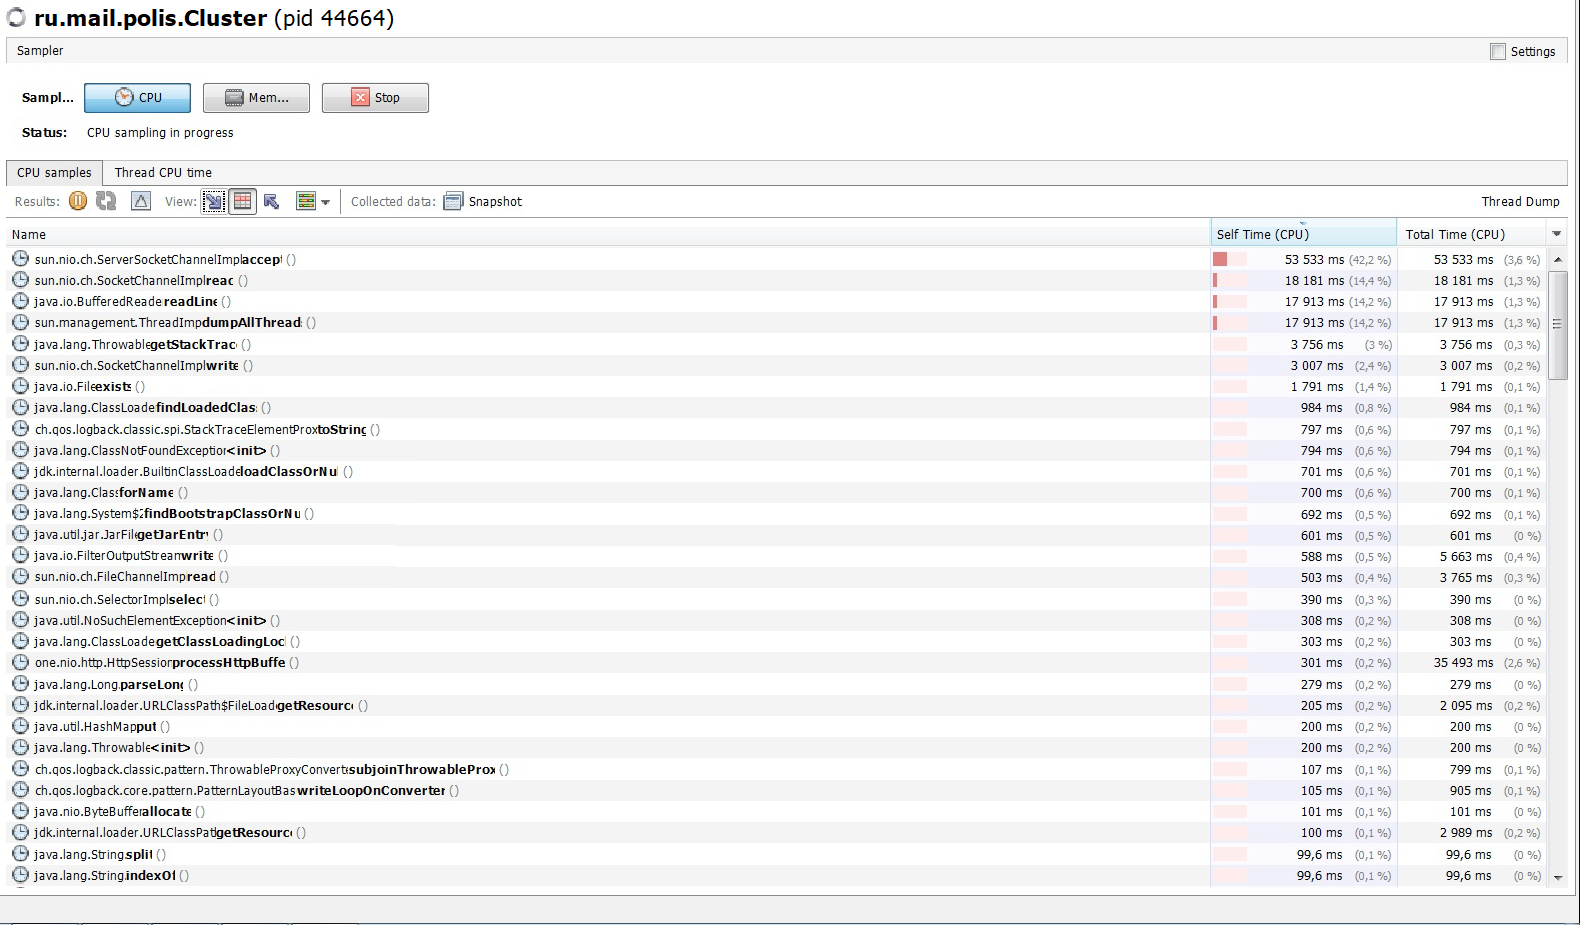 ru.mail.polis.Cluster (pid 44664)
Sampler Settings
Sampl... CPU Mem... Stop
Status: CPU sampling in progress
CPU samples Thread CPU time
Results: View: Collected data: Snapshot Thread Dump
Name Self Time (CPU) Total Time (CPU)
sun.nio.ch.ServerSocketChannelImplaccept () 53 533 ms (42,2 %) 53 533 ms (3,6 %)
sun.nio.ch.SocketChannelImplreac () 18 181 ms (14,4 %) 18 181 ms (1,3 %)
java.io.BufferedReadereadLine () 17 913 ms (14,2 %) 17 913 ms (1,3 %)
sun.management.ThreadImpdumpAllThread: () 17 913 ms (14,2 %) 17 913 ms (1,3 %)
java.lang.ThrowablegetStackTrac () 3 756 ms (3 %) 3 756 ms (0,3 %)
sun.nio.ch.SocketChannelImplwrite () 3 007 ms (2,4 %) 3 007 ms (0,2 %)
java.io.Fileexists () 1 791 ms (1,4 %) 1 791 ms (0,1 %)
java.lang.ClassLoadefindLoadedClas: () 984 ms (0,8 %) 984 ms (0,1 %)
ch.qos.logback.classic.spi.StackTraceElementProxtoString () 797 ms (0,6 %) 797 ms (0,1 %)
java.lang.ClassNotFoundException<init> () 794 ms (0,6 %) 794 ms (0,1 %)
jdk.internal.loader.BuiltinClassLoadeloadClassOrNul () 701 ms (0,6 %) 701 ms (0,1 %)
java.lang.ClassforName () 700 ms (0,6 %) 700 ms (0,1 %)
java.lang.System$2findBootstrapClassOrNu () 692 ms (0,5 %) 692 ms (0,1 %)
java.util.jar.JarFilegetJarEntry () 601 ms (0,5 %) 601 ms (0 %)
java.io.FilterOutputStreamwrite () 588 ms (0,5 %) 5 663 ms (0,4 %)
sun.nio.ch.FileChannelImplread () 503 ms (0,4 %) 3 765 ms (0,3 %)
sun.nio.ch.SelectorImplselect () 390 ms (0,3 %) 390 ms (0 %)
java.util.NoSuchElementException<init> () 308 ms (0,2 %) 308 ms (0 %)
java.lang.ClassLoadegetClassLoadingLoc () 303 ms (0,2 %) 303 ms (0 %)
one.nio.http.HttpSessionprocessHttpBuffe () 301 ms (0,2 %) 35 493 ms (2,6 %)
java.lang.Long.parseLong () 279 ms (0,2 %) 279 ms (0 %)
jdk.internal.loader.URLClassPath$FileLoadegetResource () 205 ms (0,2 %) 2 095 ms (0,2 %)
java.util.HashMapput () 200 ms (0,2 %) 200 ms (0 %)
java.lang.Throwable<init> () 200 ms (0,2 %) 200 ms (0 %)
ch.qos.logback.classic.pattern.ThrowableProxyConvertesubjoinThrowableProx () 107 ms (0,1 %) 799 ms (0,1 %)
ch.qos.logback.core.pattern.PatternLayoutBaswriteLoopOnConverter () 105 ms (0,1 %) 905 ms (0,1 %)
java.nio.ByteBufferallocate () 101 ms (0,1 %) 101 ms (0 %)
jdk.internal.loader.URLClassPatlgetResource () 100 ms (0,1 %) 2 989 ms (0,2 %)
java.lang.String.split () 99,6 ms (0,1 %) 99,6 ms (0 %)
java.lang.String.indexOf () 99,6 ms (0,1 %) 99,6 ms (0 %)